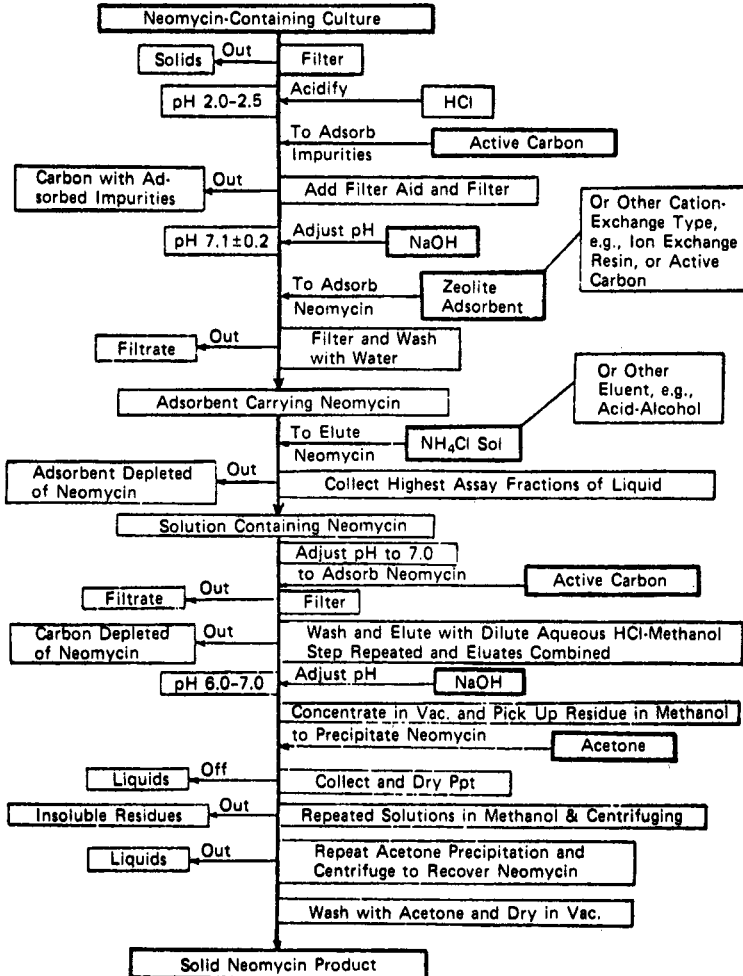 Neomycin-Containing Culture
Solids
Out
Filter
pH 2.0-2.5
Acidify
HCl
To Adsorb
Impurities
Active Carbon
Carbon with Ad-
sorbed Impurities
Out
Add Filter Aid and Filter
Or Other Cation-
Exchange Type,
e.g., Ion Exchange
Resin, or Active
Carbon
pH 7.1±0.2
Adjust pH
NaOH
To Adsorb
Neomycin
Zeolite
Adsorbent
Filtrate
Out
Filter and Wash
with Water
Adsorbent Carrying Neomycin
Or Other
Eluent, e.g.,
Acid-Alcohol
To Elute
Neomycin
NH4Cl Sol
Adsorbent Depleted
of Neomycin
Out
Collect Highest Assay Fractions of Liquid
Solution Containing Neomycin
Adjust pH to 7.0
to Adsorb Neomycin
Active Carbon
Filtrate
Out
Filter
Carbon Depleted
of Neomycin
Out
Wash and Elute with Dilute Aqueous HCl-Methanol
Step Repeated and Eluates Combined
pH 6.0-7.0
Adjust pH
NaOH
Concentrate in Vac. and Pick Up Residue in Methanol
to Precipitate Neomycin
Acetone
Liquids
Off
Collect and Dry Ppt
Insoluble Residues
Out
Repeated Solutions in Methanol & Centrifuging
Liquids
Out
Repeat Acetone Precipitation and
Centrifuge to Recover Neomycin
Wash with Acetone and Dry in Vac.
Solid Neomycin Product